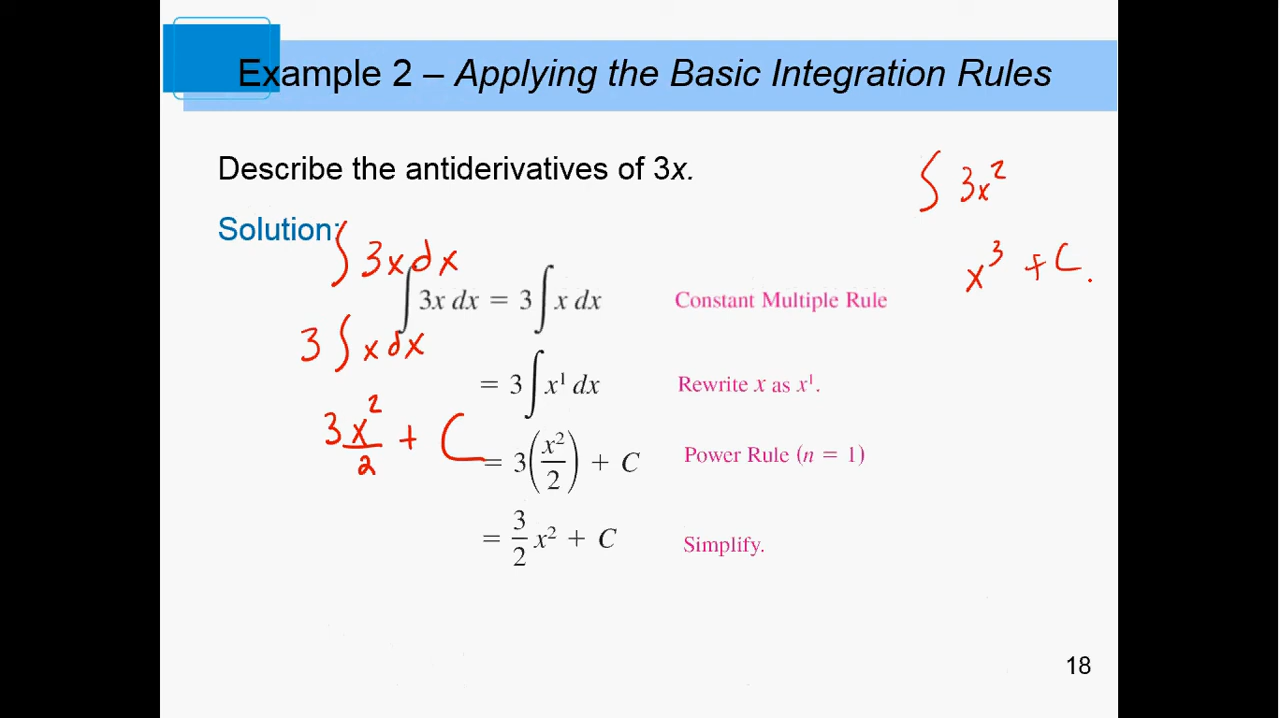 Example 2 – Applying the Basic Integration Rules
Describe the antiderivatives of 3x.
∫ 3x²
Solution:
∫ 3x dx
x³ + C.
∫ 3x dx = 3 ∫ x dx Constant Multiple Rule
3 ∫ x dx
= 3 ∫ x¹ dx Rewrite x as x¹.
3x²/2 + C
= 3(x²/2) + C Power Rule (n = 1)
= 3/2 x² + C Simplify.
18